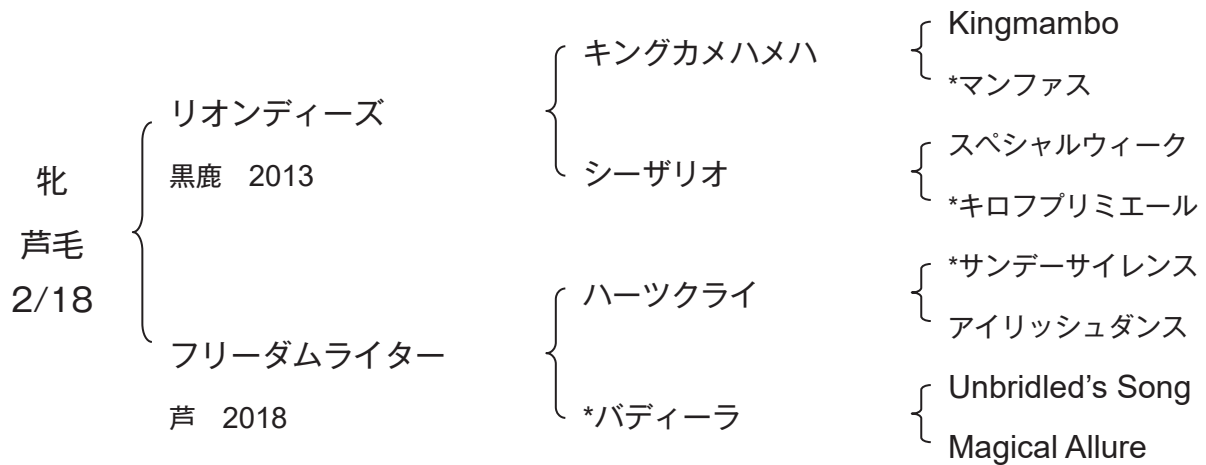 牝
芦毛
2/18
リオンディーズ
黒鹿　2013
フリーダムライター
芦　2018
キングカメハメハ
シーザリオ
ハーツクライ
*バディーラ
Kingmambo
*マンファス
スペシャルウィーク
*キロフプリミエール
*サンデーサイレンス
アイリッシュダンス
Unbridled's Song
Magical Allure